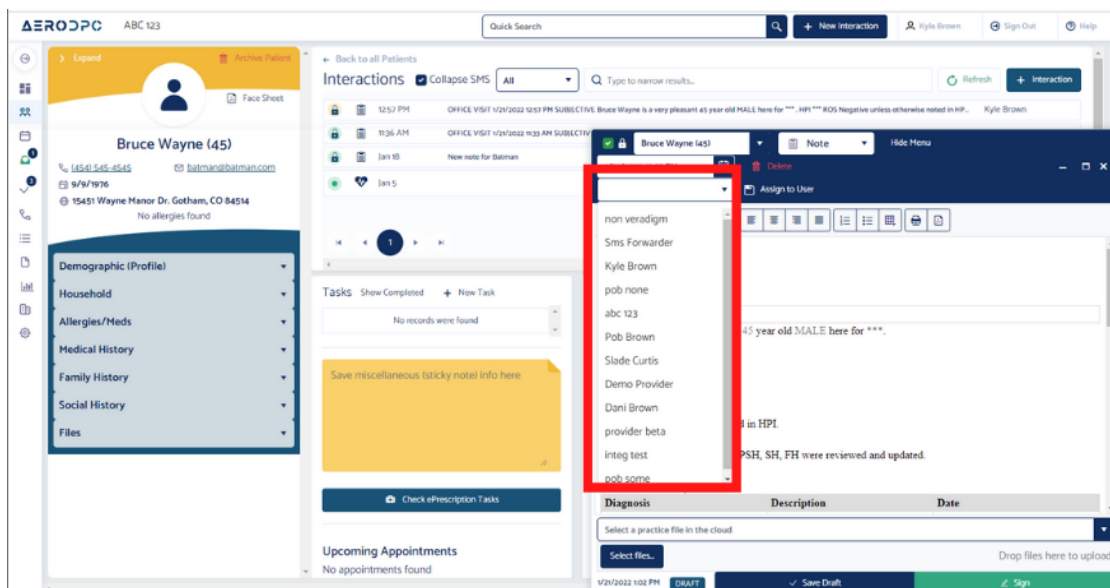 AERODPC ABC 123 Quick Search + New Interaction Kyle Brown Sign Out Help
Expand Archive Patient
Face Sheet
Bruce Wayne (45)
(454) 545-4545 batman@batman.com
9/9/1976
15451 Wayne Manor Dr. Gotham, CO 84514
No allergies found
Demographic (Profile)
Household
Allergies/Meds
Medical History
Family History
Social History
Files
1
9
Back to all Patients
Interactions Collapse SMS All Type to narrow results.. Refresh + Interaction
12:57 PM OFFICE VISIT 1/21/2022 12:57 PM SUBJECTIVE Bruce Wayne is a very pleasant 45 year old MALE here for ***. HPI *** ROS Negative unless otherwise noted in HP.. Kyle Brown
11:36 AM OFFICE VISIT 1/21/2022 11:33 AM SUBJECTIV
Jan 18 New note for Batman
Jan 5
1
Tasks Show Completed + New Task
No records were found
Save miscellaneous (sticky note) info here
Check ePrescription Tasks
Upcoming Appointments
No appointments found
Bruce Wayne (45) Note Hide Menu
Delete
Assign to User
non veradigm
Sms Forwarder
Kyle Brown
pob none
abc 123
Pob Brown
Slade Curtis
Demo Provider
Dani Brown
provider beta
integ test
pob some
45 year old MALE here for ***.
d in HPI.
PSH, SH, FH were reviewed and updated.
Diagnosis Description Date
Select a practice file in the cloud
Select files.. Drop files here to upload
1/21/2022 1:02 PM DRAFT Save Draft Sign